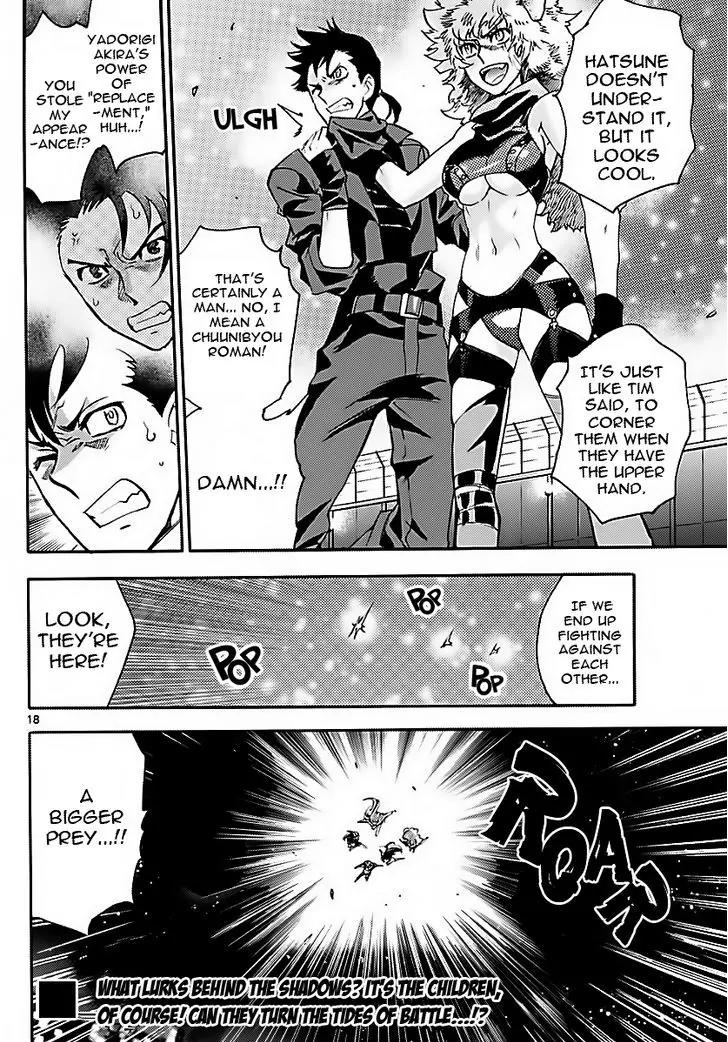 HATSUNE
DOESN'T
UNDER-
STAND IT,
BUT IT
LOOKS
COOL.
IT'S JUST
LIKE TIM
SAID, TO
CORNER
THEM WHEN
THEY HAVE
THE UPPER
HAND.
ULGH
THAT'S
CERTAINLY A
MAN... NO, I
MEAN A
CHUUNIBYOU
ROMAN!
DAMN...!!
YADORIGI
AKIRA'S
POWER
OF
"REPLACE
-MENT,"
HUH...!
YOU
STOLE
MY
APPEAR
-ANCE!?
IF WE
END UP
FIGHTING
AGAINST
EACH
OTHER...
POP
POP
POP
LOOK,
THEY'RE
HERE!
18
ROAR
A
BIGGER
PREY...!!
WHAT LURKS BEHIND THE SHADOWS? IT'S THE CHILDREN,
OF COURSE! CAN THEY TURN THE TIDES OF BATTLE...!?